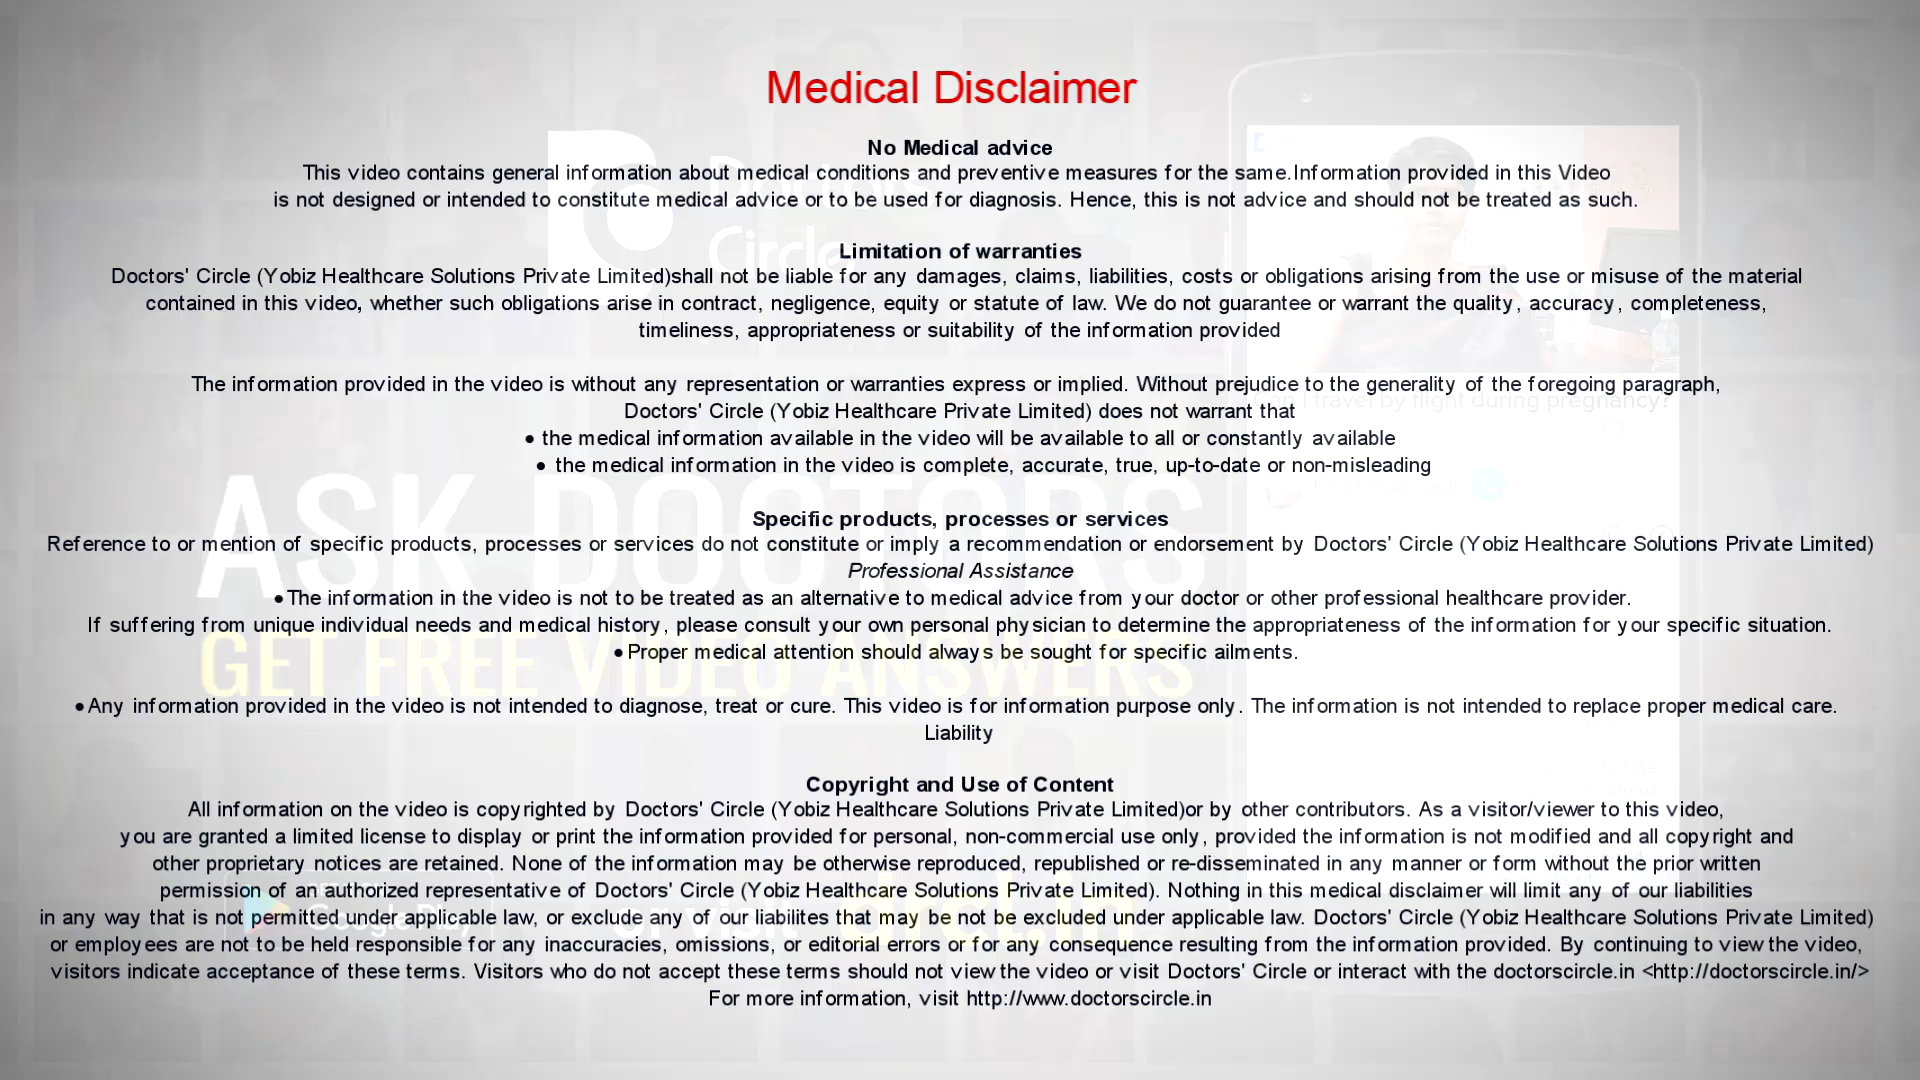 Medical Disclaimer
No Medical advice
This video contains general information about medical conditions and preventive measures for the same.Information provided in this Video
is not designed or intended to constitute medical advice or to be used for diagnosis. Hence, this is not advice and should not be treated as such.
Doctors'
Circle
Limitation of warranties
Doctors' Circle (Yobiz Healthcare Solutions Private Limited)shall not be liable for any damages, claims, liabilities, costs or obligations arising from the use or misuse of the material
contained in this video, whether such obligations arise in contract, negligence, equity or statute of law. We do not guarantee or warrant the quality, accuracy, completeness,
timeliness, appropriateness or suitability of the information provided
The information provided in the video is without any representation or warranties express or implied. Without prejudice to the generality of the foregoing paragraph,
Can I travel by flight during pregnancy?
Doctors' Circle (Yobiz Healthcare Private Limited) does not warrant that
• the medical information available in the video will be available to all or constantly available
• the medical information in the video is complete, accurate, true, up-to-date or non-misleading
ASK DOCTORS
Specific products, processes or services
Reference to or mention of specific products, processes or services do not constitute or imply a recommendation or endorsement by Doctors' Circle (Yobiz Healthcare Solutions Private Limited)
Professional Assistance
•The information in the video is not to be treated as an alternative to medical advice from your doctor or other professional healthcare provider.
If suffering from unique individual needs and medical history, please consult your own personal physician to determine the appropriateness of the information for your specific situation.
•Proper medical attention should always be sought for specific ailments.
GET FREE VIDEO ANSWERS
•Any information provided in the video is not intended to diagnose, treat or cure. This video is for information purpose only. The information is not intended to replace proper medical care.
Liability
Copyright and Use of Content
All information on the video is copyrighted by Doctors' Circle (Yobiz Healthcare Solutions Private Limited)or by other contributors. As a visitor/viewer to this video,
you are granted a limited license to display or print the information provided for personal, non-commercial use only, provided the information is not modified and all copyright and
other proprietary notices are retained. None of the information may be otherwise reproduced, republished or re-disseminated in any manner or form without the prior written
permission of an authorized representative of Doctors' Circle (Yobiz Healthcare Solutions Private Limited). Nothing in this medical disclaimer will limit any of our liabilities
in any way that is not permitted under applicable law, or exclude any of our liabilites that may be not be excluded under applicable law. Doctors' Circle (Yobiz Healthcare Solutions Private Limited)
Google Play or visit drcl.in
or employees are not to be held responsible for any inaccuracies, omissions, or editorial errors or for any consequence resulting from the information provided. By continuing to view the video,
visitors indicate acceptance of these terms. Visitors who do not accept these terms should not view the video or visit Doctors' Circle or interact with the doctorscircle.in <http://doctorscircle.in/>
For more information, visit http://www.doctorscircle.in